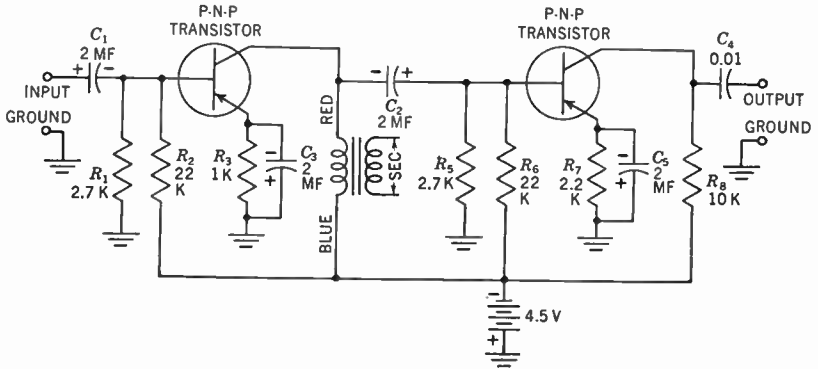 P-N-P
TRANSISTOR
C1
2 MF
+
-
INPUT
GROUND
R1
2.7 K
R2
22
K
R3
1 K
-
C3
2
MF
+
RED
BLUE
SEC
-
+
C2
2 MF
P-N-P
TRANSISTOR
R5
2.7 K
R6
22
K
R7
2.2
K
-
C5
2
MF
+
C4
0.01
OUTPUT
GROUND
R8
10 K
-
4.5 V
+